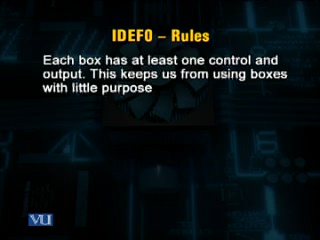 IDEF0 – Rules
Each box has at least one control and
output. This keeps us from using boxes
with little purpose
VU